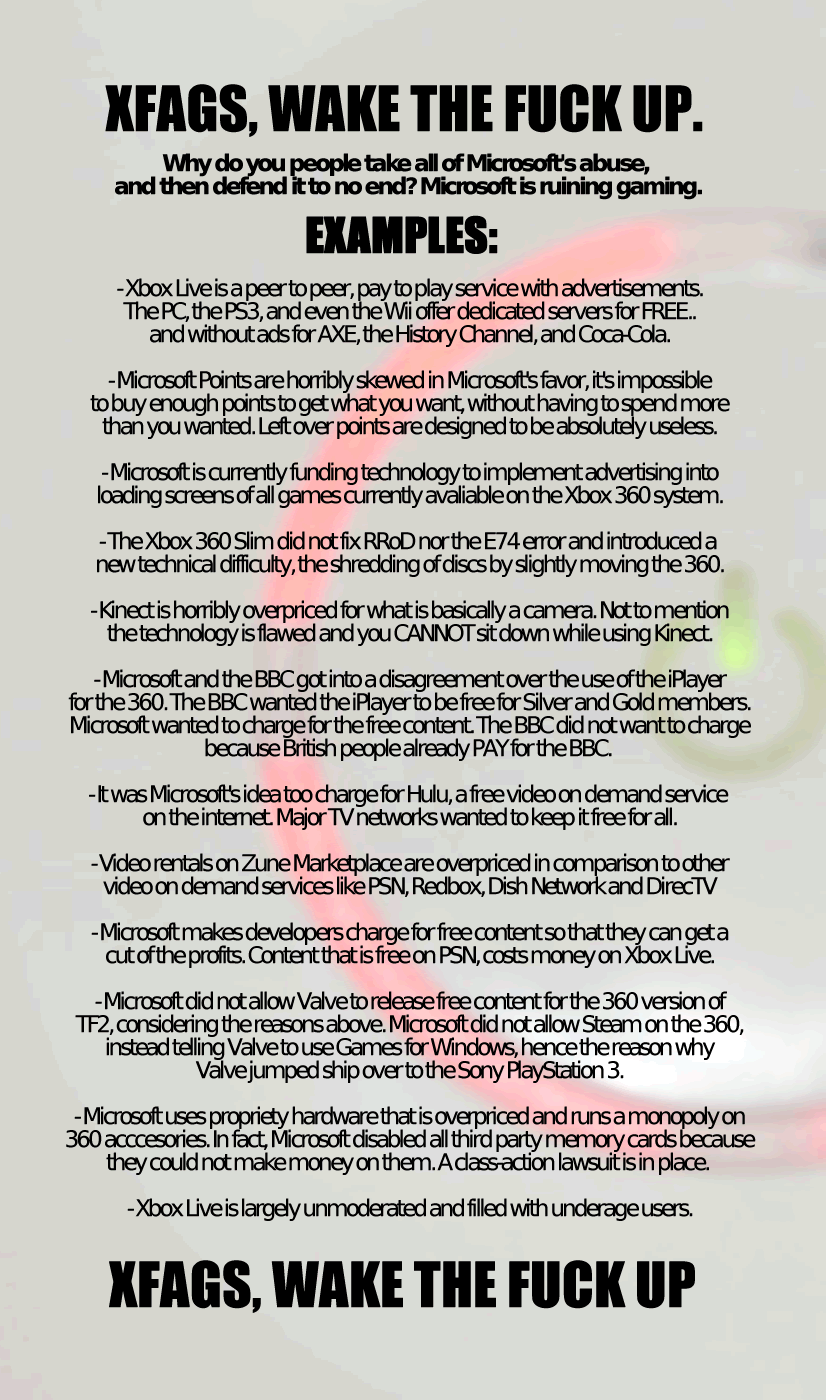 XFAGS, WAKE THE FUCK UP.
Why do you people take all of Microsoft's abuse,
and then defend it to no end? Microsoft is ruining gaming.
EXAMPLES:
- Xbox Live is a peer to peer, pay to play service with advertisements.
The PC, the PS3, and even the Wii offer dedicated servers for FREE..
and without ads for AXE, the History Channel, and Coca-Cola.
- Microsoft Points are horribly skewed in Microsoft's favor, it's impossible
to buy enough points to get what you want, without having to spend more
than you wanted. Left over points are designed to be absolutely useless.
- Microsoft is currently funding technology to implement advertising into
loading screens of all games currently avaliable on the Xbox 360 system.
- The Xbox 360 Slim did not fix RRoD nor the E74 error and introduced a
new technical difficulty, the shredding of discs by slightly moving the 360.
- Kinect is horribly overpriced for what is basically a camera. Not to mention
the technology is flawed and you CANNOT sit down while using Kinect.
- Microsoft and the BBC got into a disagreement over the use of the iPlayer
for the 360. The BBC wanted the iPlayer to be free for Silver and Gold members.
Microsoft wanted to charge for the free content. The BBC did not want to charge
because British people already PAY for the BBC.
- It was Microsoft's idea too charge for Hulu, a free video on demand service
on the internet. Major TV networks wanted to keep it free for all.
- Video rentals on Zune Marketplace are overpriced in comparison to other
video on demand services like PSN, Redbox, Dish Network and DirecTV
- Microsoft makes developers charge for free content so that they can get a
cut of the profits. Content that is free on PSN, costs money on Xbox Live.
- Microsoft did not allow Valve to release free content for the 360 version of
TF2, considering the reasons above. Microsoft did not allow Steam on the 360,
instead telling Valve to use Games for Windows, hence the reason why
Valve jumped ship over to the Sony PlayStation 3.
- Microsoft uses propriety hardware that is overpriced and runs a monopoly on
360 acccesories. In fact, Microsoft disabled all third party memory cards because
they could not make money on them. A class-action lawsuit is in place.
- Xbox Live is largely unmoderated and filled with underage users.
XFAGS, WAKE THE FUCK UP